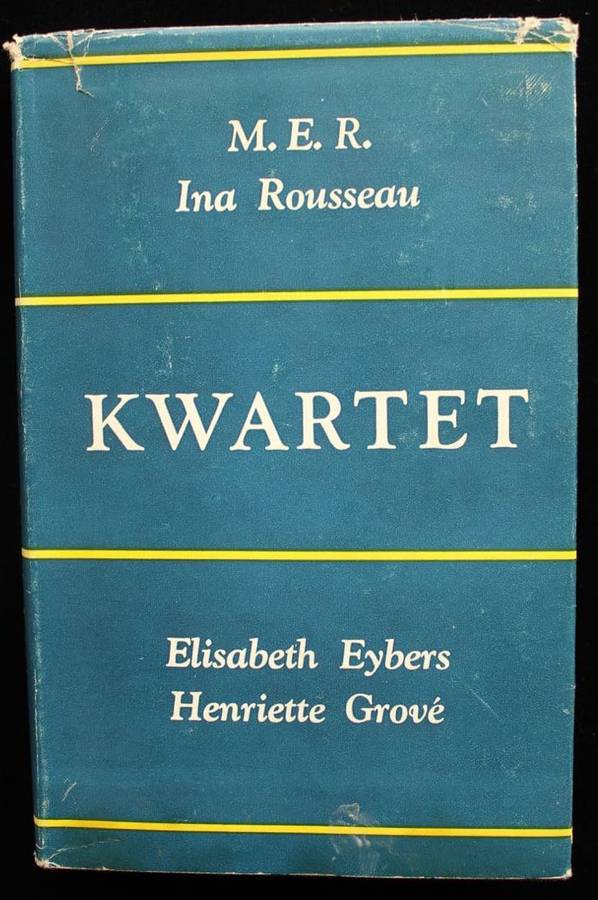 M. E. R.
Ina Rousseau
KWARTET
Elisabeth Eybers
Henriette Grové